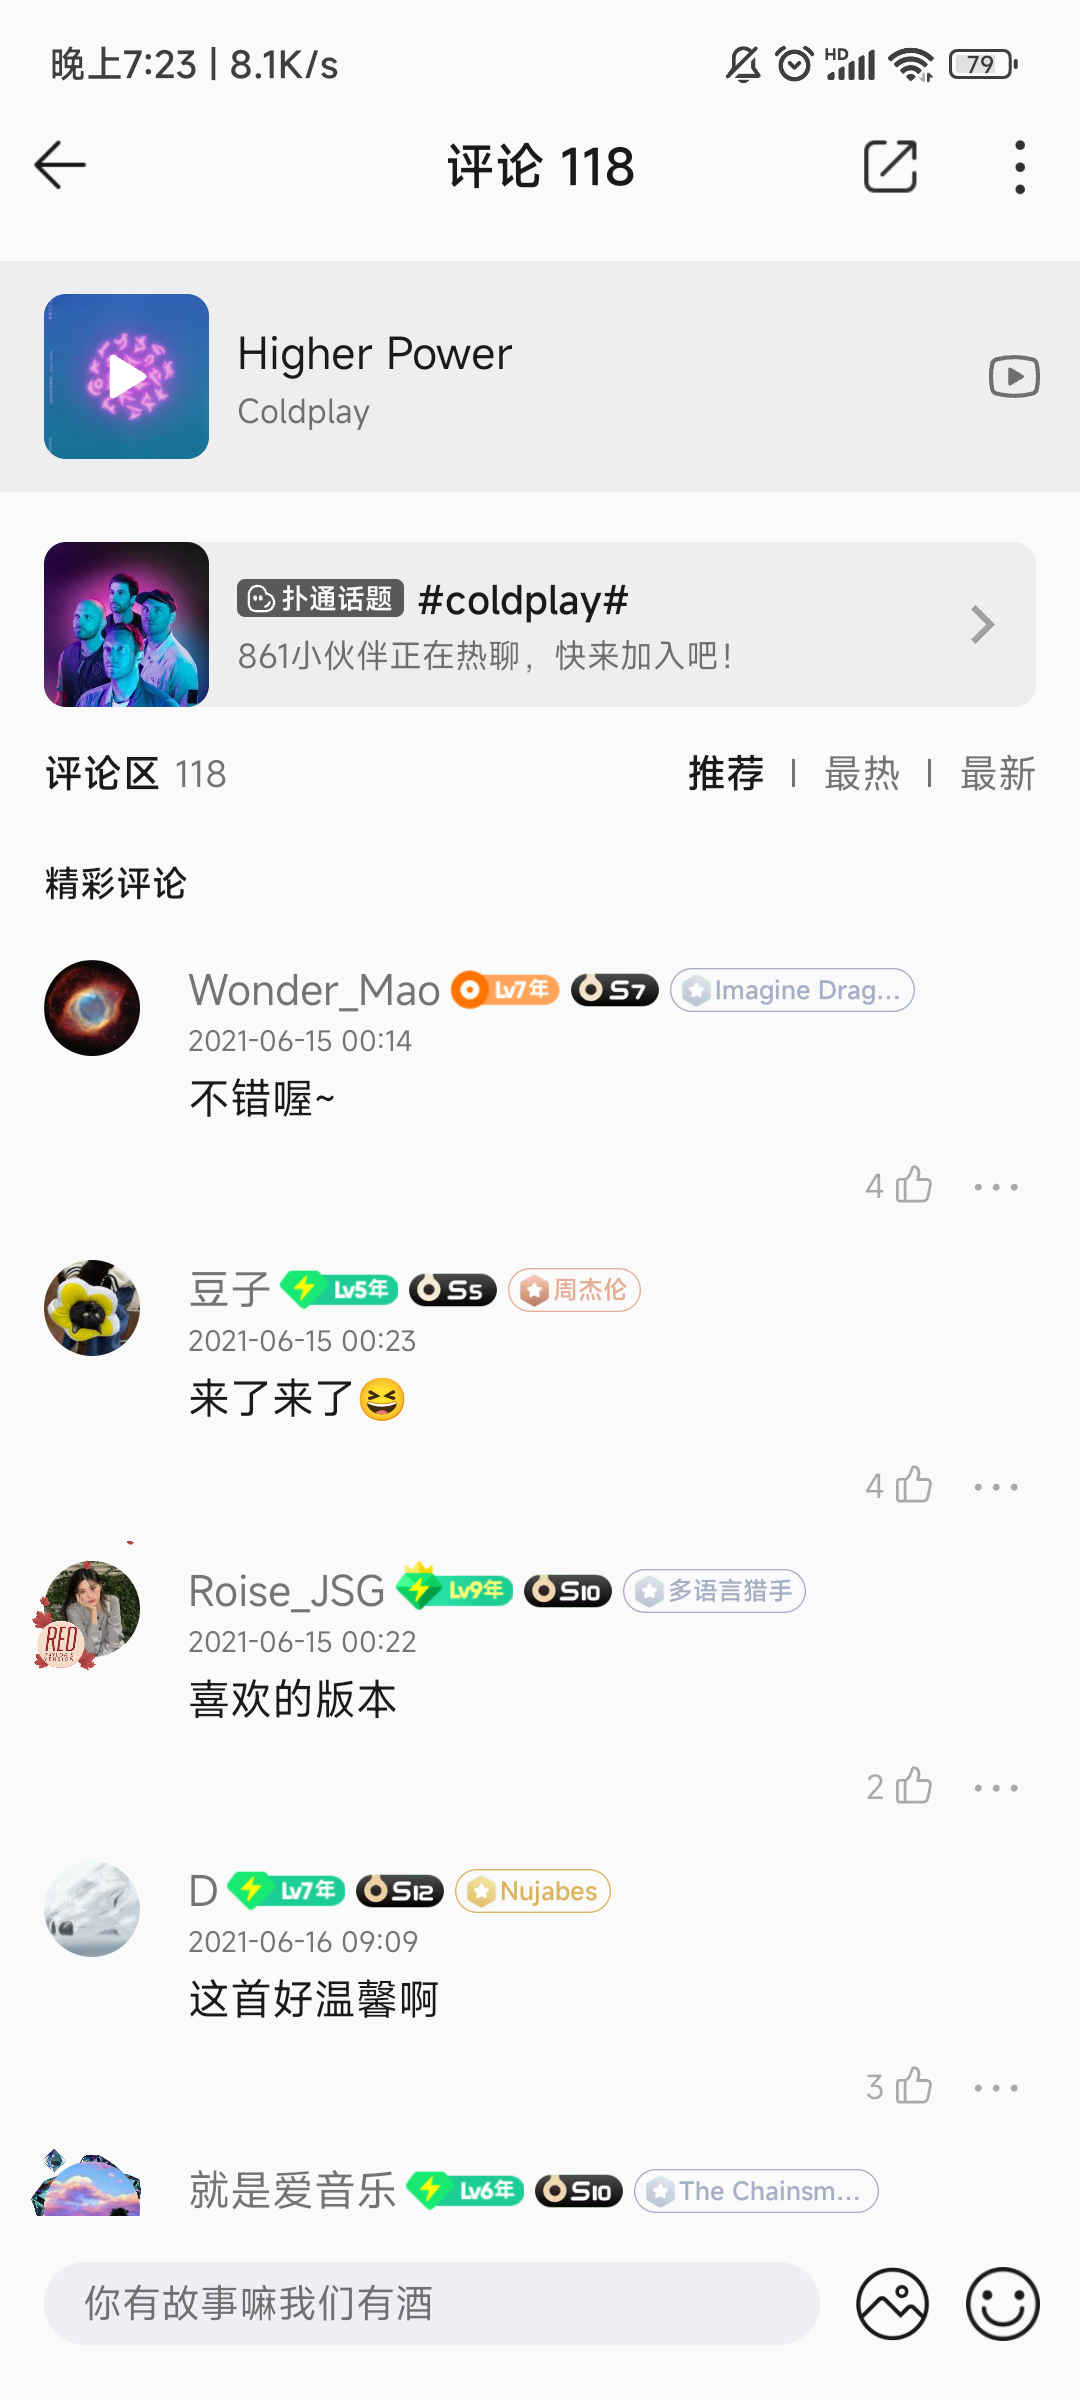 晚上7:23 | 8.1K/s
HD
79
评论 118
Higher Power
Coldplay
扑通话题 #coldplay#
861小伙伴正在热聊，快来加入吧！
评论区 118
推荐 | 最热 | 最新
精彩评论
Wonder_Mao Lv7年 S7 Imagine Drag...
2021-06-15 00:14
不错喔~
4
豆子 Lv5年 S5 周杰伦
2021-06-15 00:23
来了来了😆
4
Roise_JSG Lv9年 S10 多语言猎手
RED
2021-06-15 00:22
喜欢的版本
2
D Lv7年 S12 Nujabes
2021-06-16 09:09
这首好温馨啊
3
就是爱音乐 Lv6年 S10 The Chainsm...
你有故事嘛我们有酒